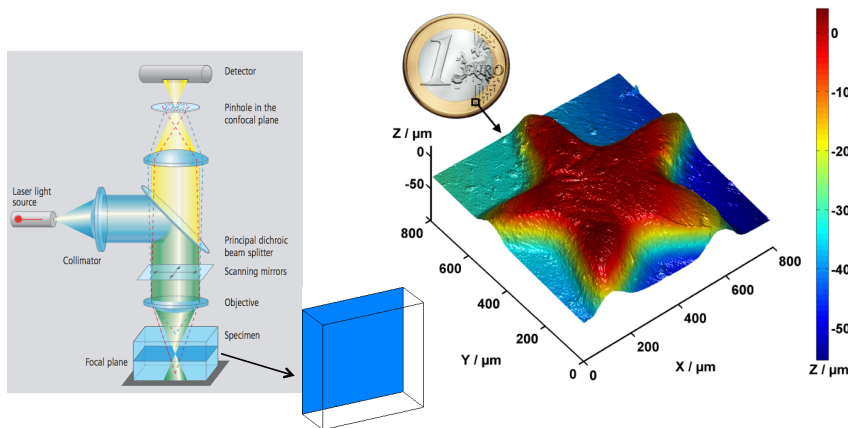 Detector
Pinhole in the
confocal plane
Laser light
source
Collimator
Principal dichroic
beam splitter
Scanning mirrors
Objective
Specimen
Focal plane
1
EURO
Z / µm
0
-50
800
600
400
200
0
Y / µm
0
200
400
600
800
X / µm
0
-10
-20
-30
-40
-50
Z / µm